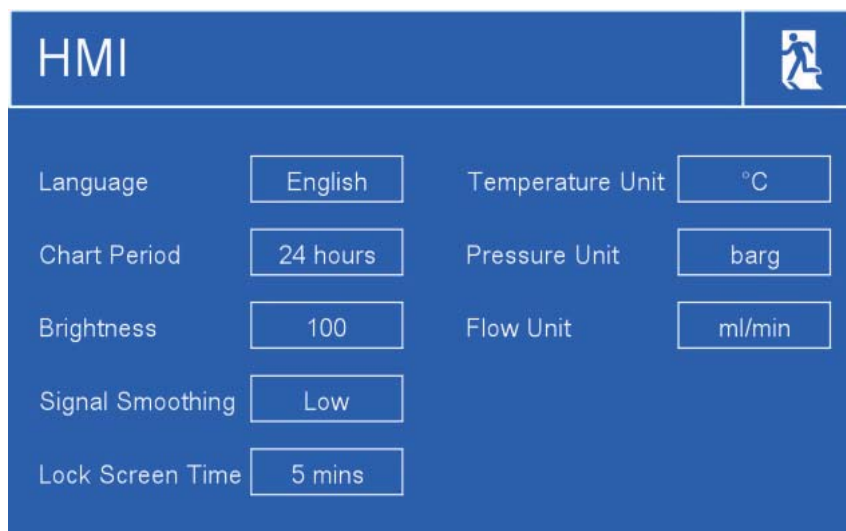 HMI
Language English
Temperature Unit °C
Chart Period 24 hours
Pressure Unit barg
Brightness 100
Flow Unit ml/min
Signal Smoothing Low
Lock Screen Time 5 mins